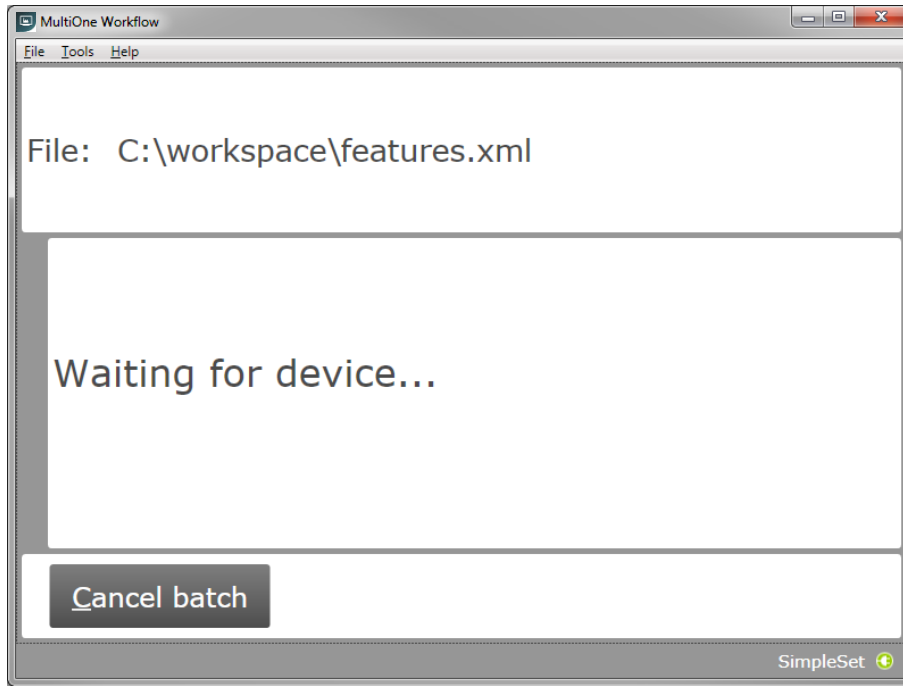 MultiOne Workflow
File Tools Help
File: C:\workspace\features.xml
Waiting for device...
Cancel batch
SimpleSet